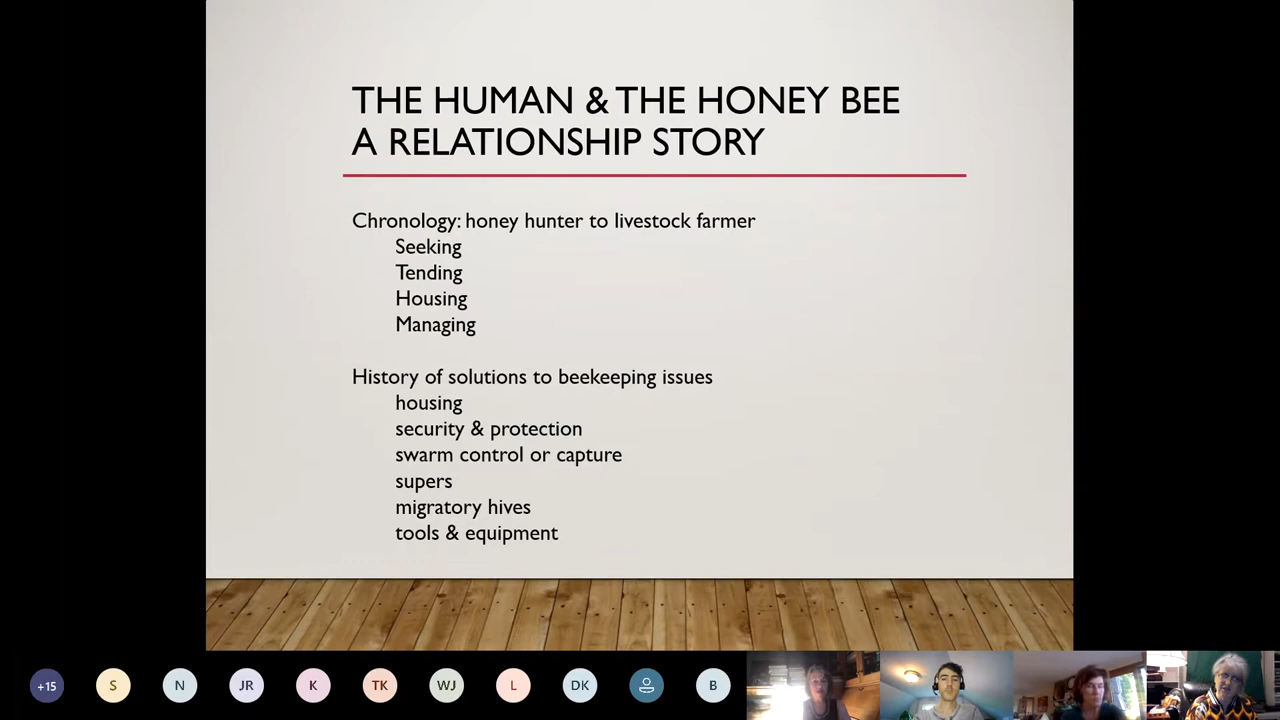 THE HUMAN & THE HONEY BEE
A RELATIONSHIP STORY
Chronology: honey hunter to livestock farmer
Seeking
Tending
Housing
Managing
History of solutions to beekeeping issues
housing
security & protection
swarm control or capture
supers
migratory hives
tools & equipment
+15 S N JR K TK WJ L DK B